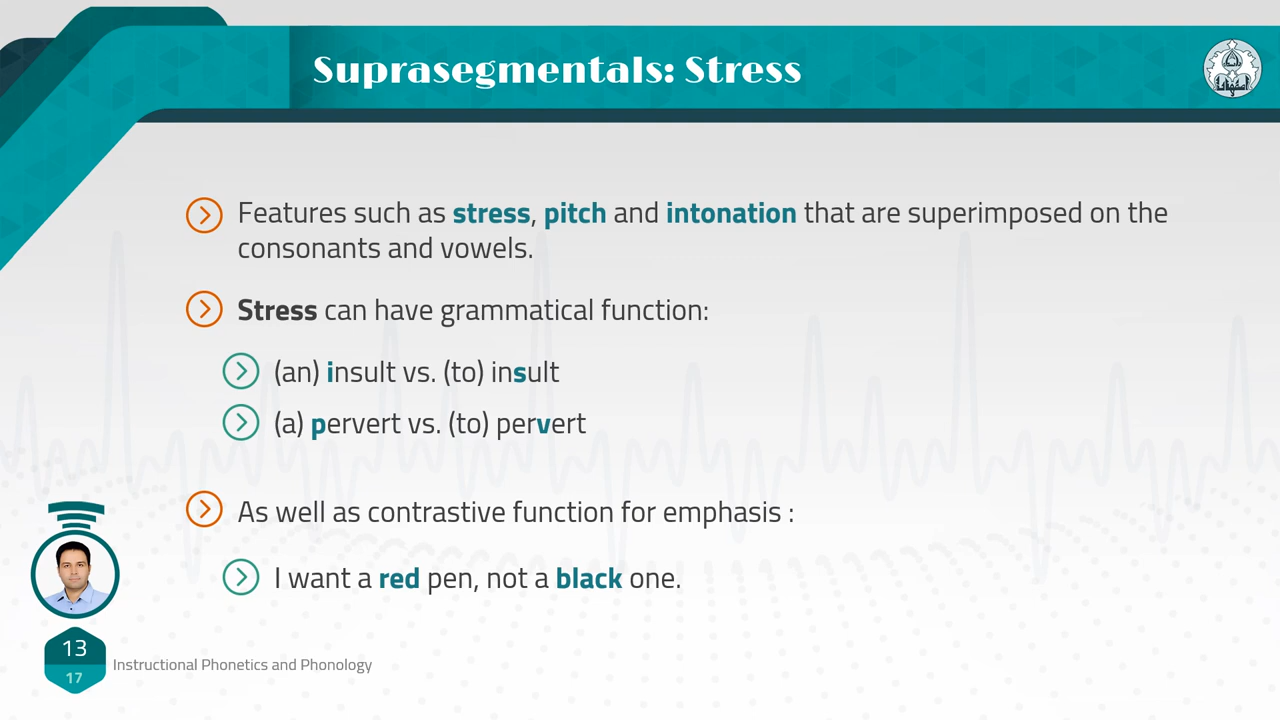 Suprasegmentals: Stress
Features such as stress, pitch and intonation that are superimposed on the
consonants and vowels.
Stress can have grammatical function:
(an) insult vs. (to) insult
(a) pervert vs. (to) pervert
As well as contrastive function for emphasis :
I want a red pen, not a black one.
13
17
Instructional Phonetics and Phonology